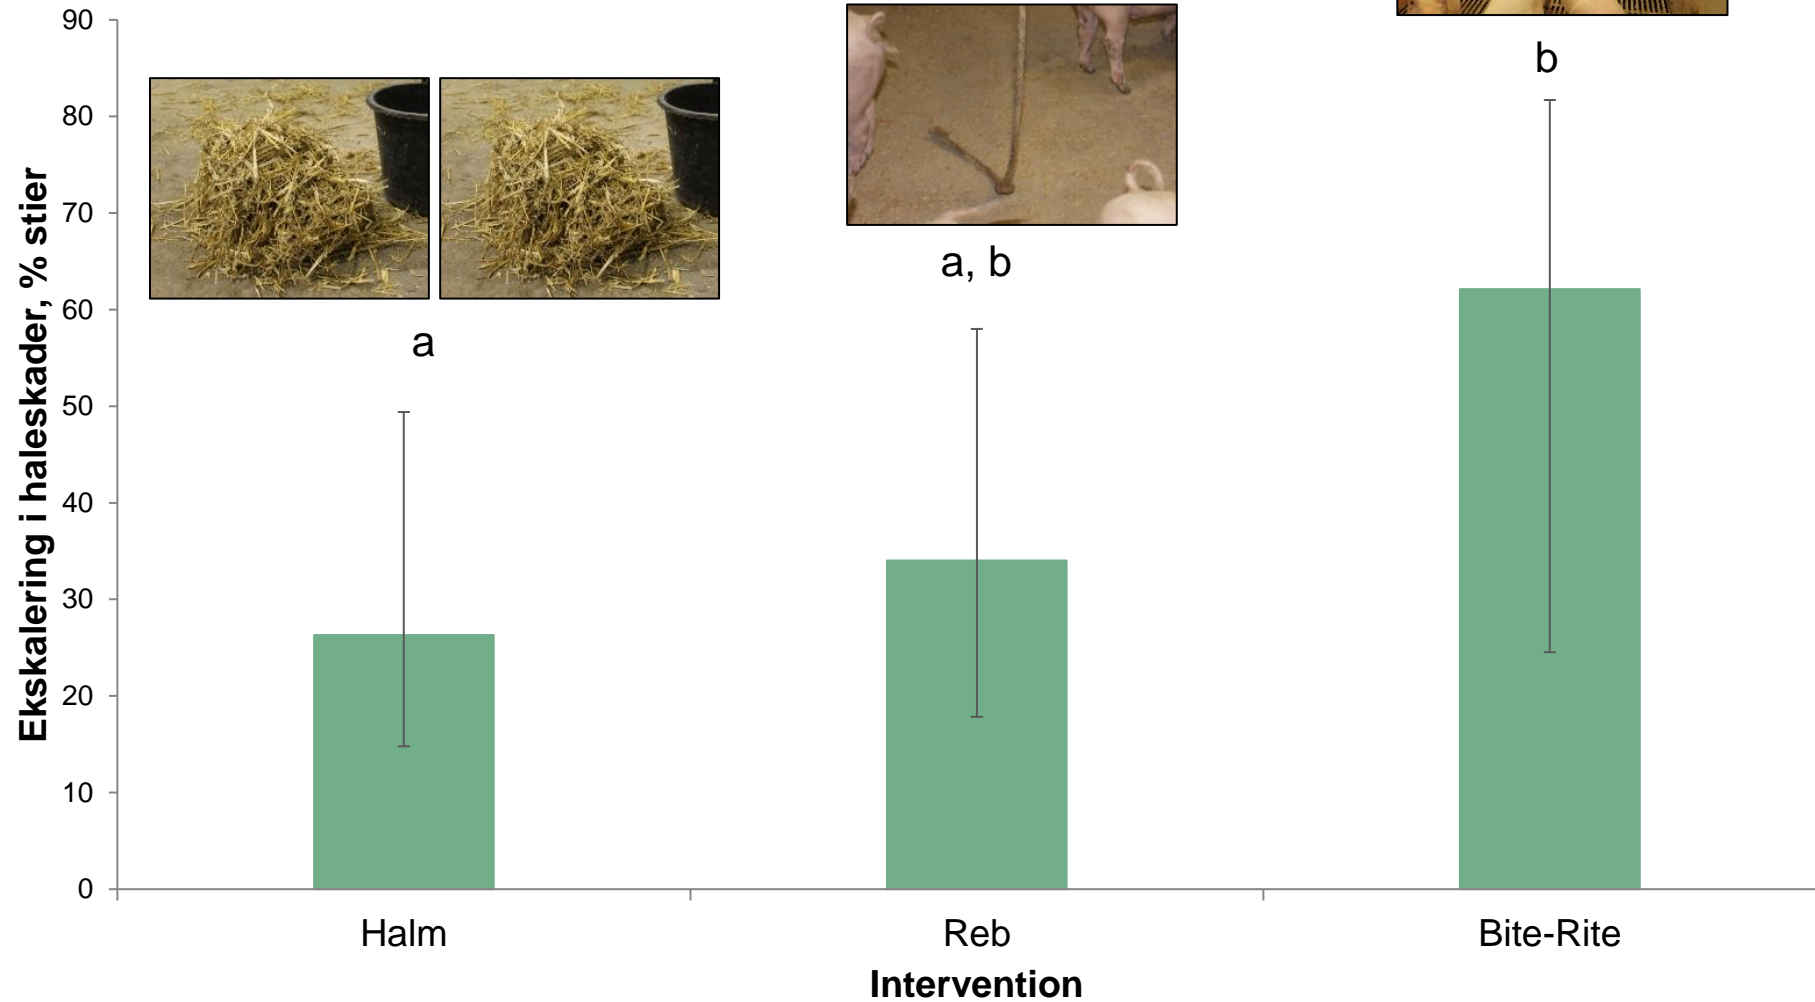 Ekskalering i haleskader, % stier
90
80
70
60
50
40
30
20
10
0
a
a, b
b
Halm
Reb
Bite-Rite
Intervention